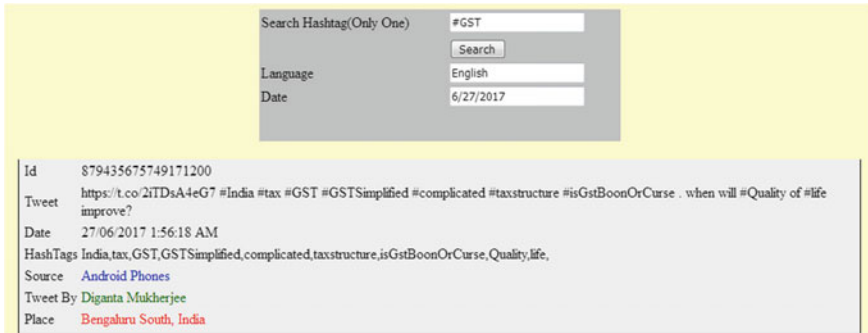 Search Hashtag(Only One) #GST
Search
Language English
Date 6/27/2017
Id 879435675749171200
Tweet https://t.co/2iTDsA4eG7 #India #tax #GST #GSTSimplified #complicated #taxstructure #isGstBoonOrCurse . when will #Quality of #life
improve?
Date 27/06/2017 1:56:18 AM
HashTags India,tax,GST,GSTSimplified,complicated,taxstructure,isGstBoonOrCurse,Quality,life,
Source Android Phones
Tweet By Diganta Mukherjee
Place Bengaluru South, India